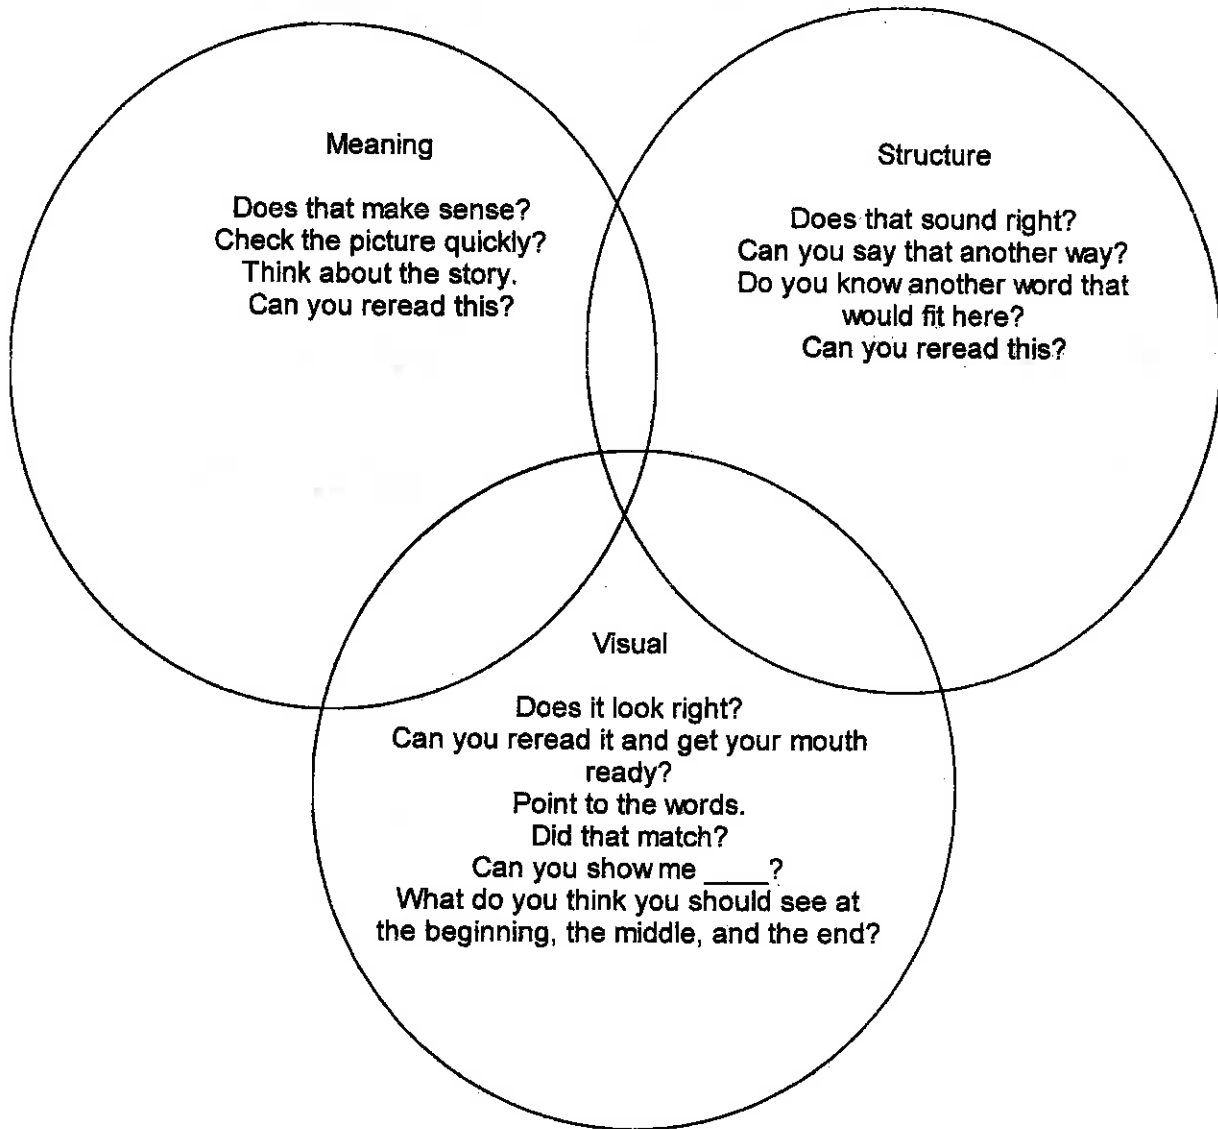 Meaning
Does that make sense?
Check the picture quickly?
Think about the story.
Can you reread this?
Structure
Does that sound right?
Can you say that another way?
Do you know another word that
would fit here?
Can you reread this?
Visual
Does it look right?
Can you reread it and get your mouth
ready?
Point to the words.
Did that match?
Can you show me ____?
What do you think you should see at
the beginning, the middle, and the end?